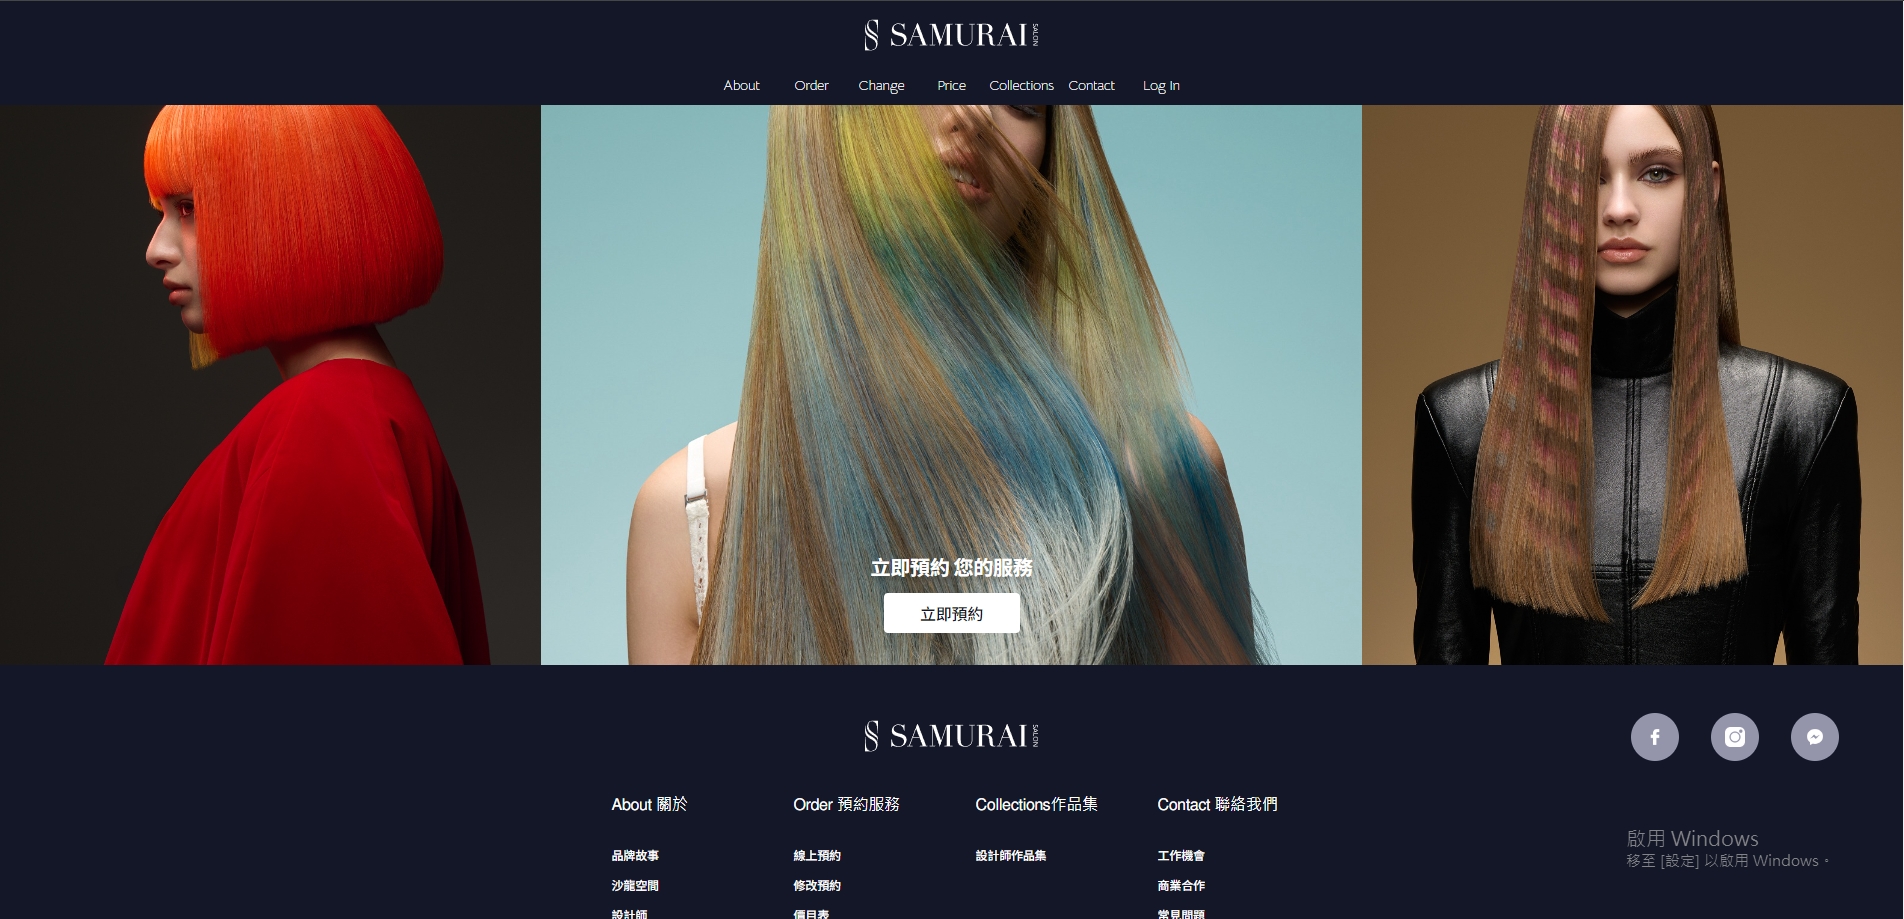 SAMURAI SALON
About Order Change Price Collections Contact Log In
立即預約 您的服務
立即預約
SAMURAI SALON
About 關於 Order 預約服務 Collections作品集 Contact 聯絡我們
品牌故事 線上預約 設計師作品集 工作機會
沙龍空間 修改預約 商業合作
設計師 價目表 常見問題
啟用 Windows
移至 [設定] 以啟用 Windows。